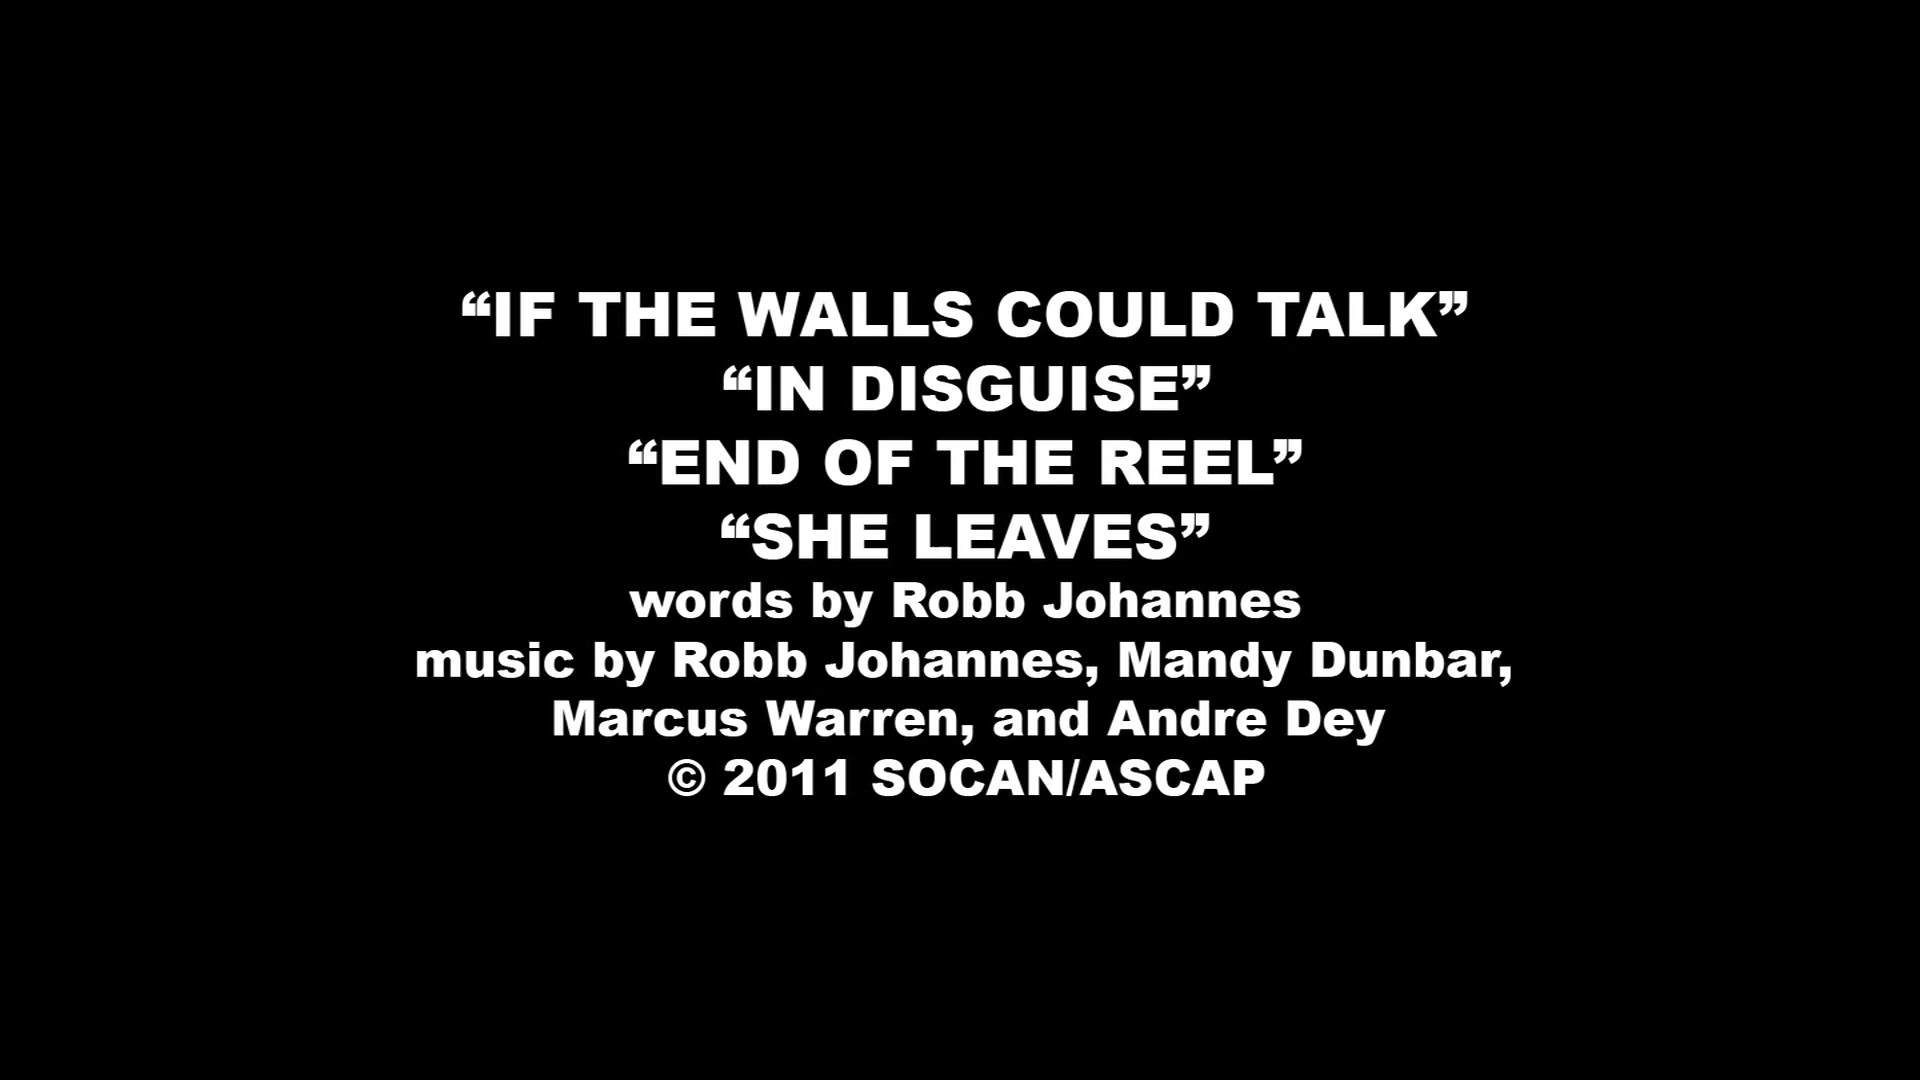 “IF THE WALLS COULD TALK”
“IN DISGUISE”
“END OF THE REEL”
“SHE LEAVES”
words by Robb Johannes
music by Robb Johannes, Mandy Dunbar,
Marcus Warren, and Andre Dey
© 2011 SOCAN/ASCAP